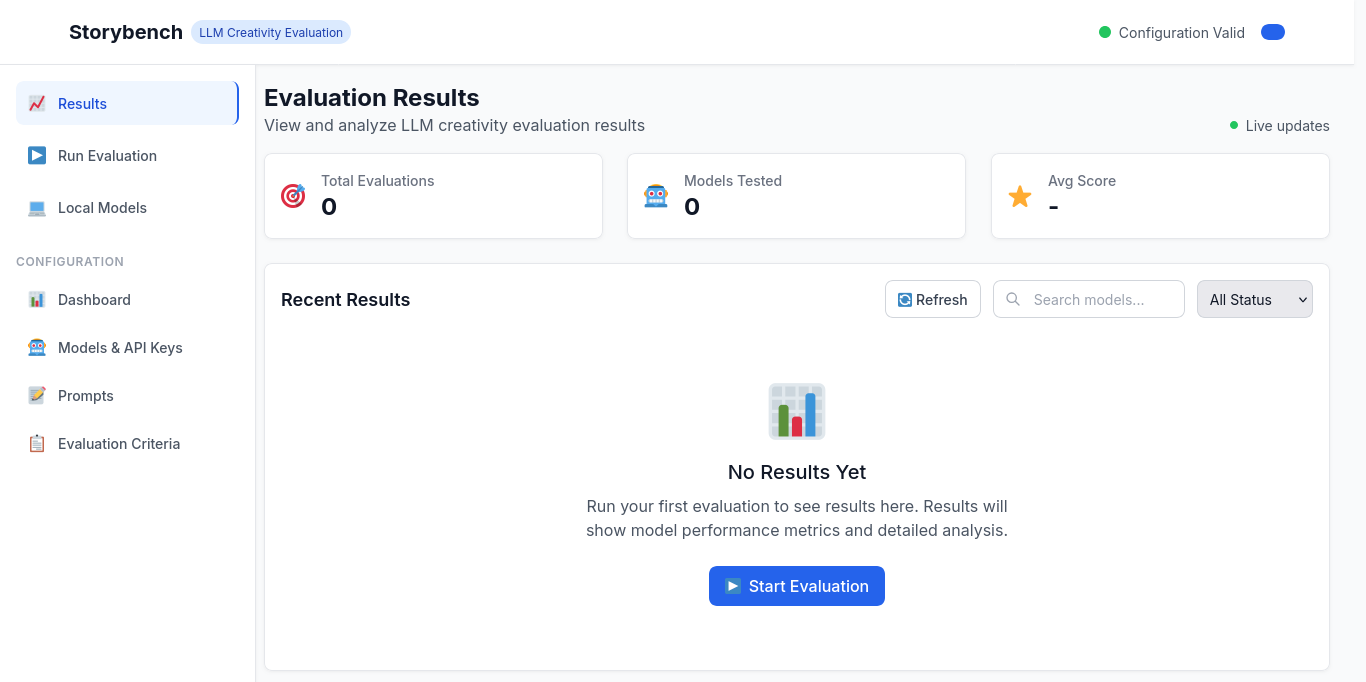 Storybench
LLM Creativity Evaluation
Configuration Valid
Results
Run Evaluation
Local Models
CONFIGURATION
Dashboard
Models & API Keys
Prompts
Evaluation Criteria
Evaluation Results
View and analyze LLM creativity evaluation results
Live updates
Total Evaluations
0
Models Tested
0
Avg Score
-
Recent Results
Refresh
Search models...
All Status
No Results Yet
Run your first evaluation to see results here. Results will
show model performance metrics and detailed analysis.
Start Evaluation